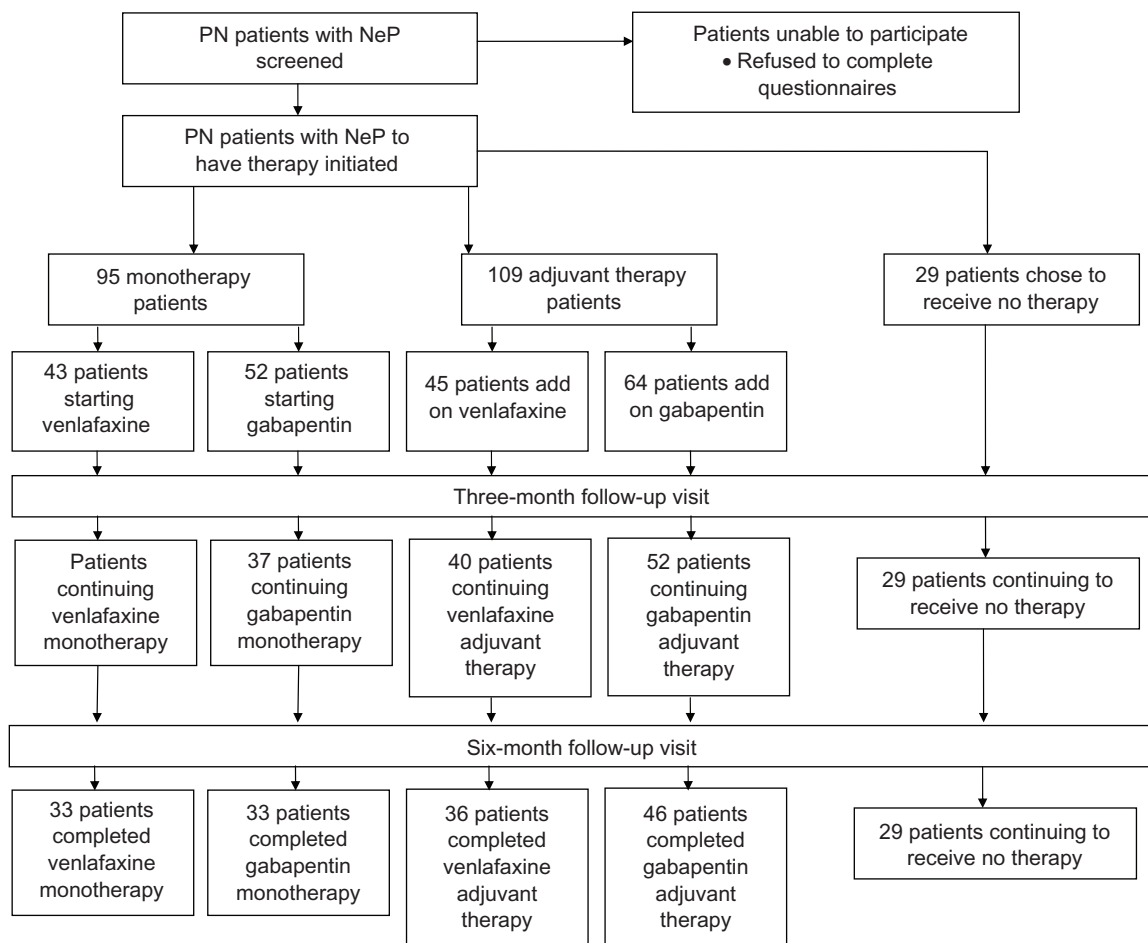 PN patients with NeP
screened
Patients unable to participate
• Refused to complete
questionnaires
PN patients with NeP to
have therapy initiated
95 monotherapy
patients
109 adjuvant therapy
patients
29 patients chose to
receive no therapy
43 patients
starting
venlafaxine
52 patients
starting
gabapentin
45 patients add
on venlafaxine
64 patients add
on gabapentin
Three-month follow-up visit
Patients
continuing
venlafaxine
monotherapy
37 patients
continuing
gabapentin
monotherapy
40 patients
continuing
venlafaxine
adjuvant
therapy
52 patients
continuing
gabapentin
adjuvant
therapy
29 patients continuing to
receive no therapy
Six-month follow-up visit
33 patients
completed
venlafaxine
monotherapy
33 patients
completed
gabapentin
monotherapy
36 patients
completed
venlafaxine
adjuvant
therapy
46 patients
completed
gabapentin
adjuvant
therapy
29 patients continuing to
receive no therapy